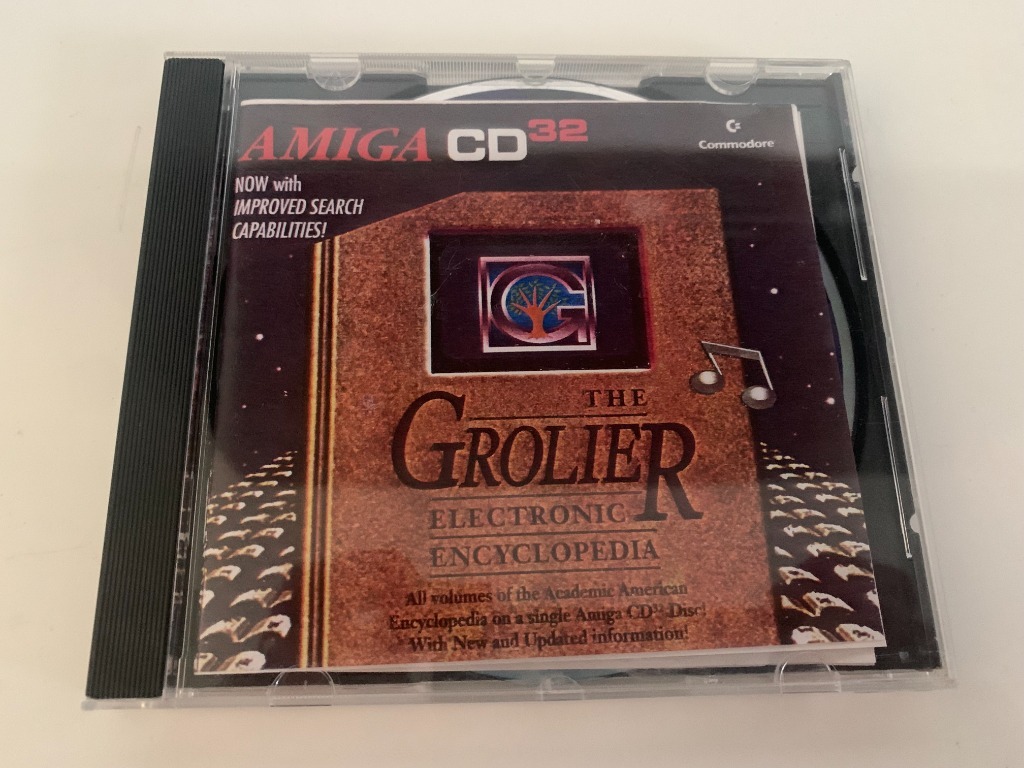 AMIGA CD32
Commodore
NOW with
IMPROVED SEARCH
CAPABILITIES!
G
THE
GROLIER
ELECTRONIC
ENCYCLOPEDIA
All volumes of the Academic American
Encyclopedia on a single Amiga CD32 Disc!
With New and Updated information!